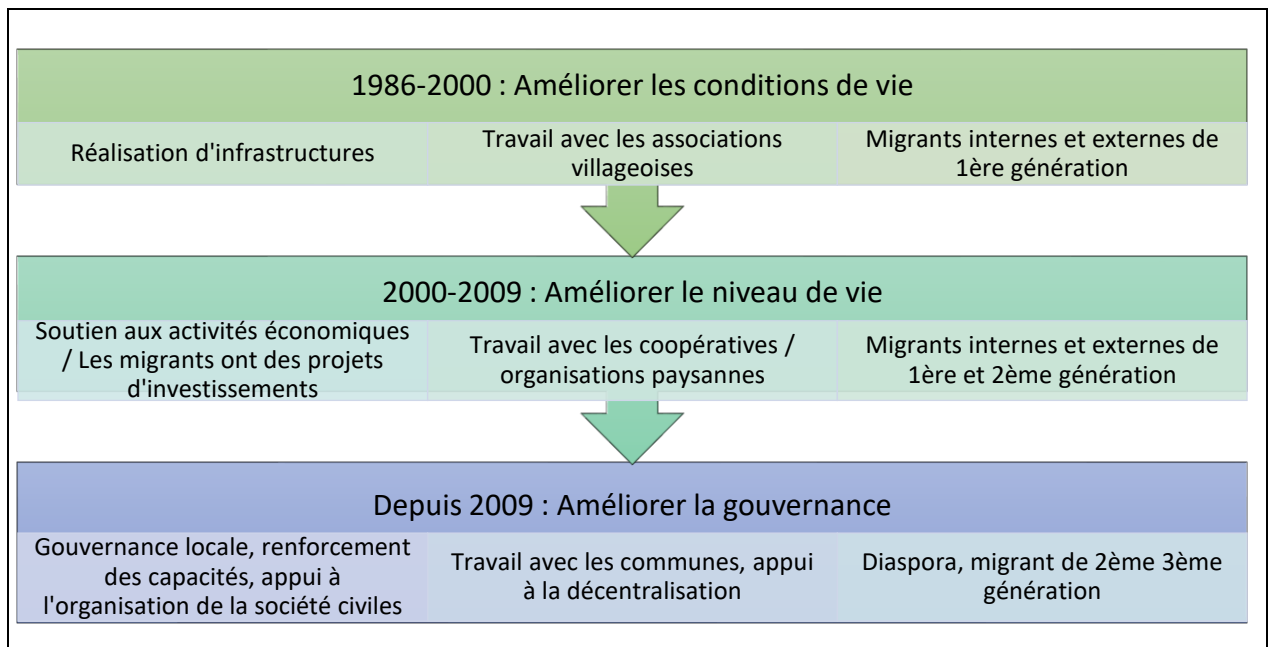 1986-2000 : Améliorer les conditions de vie
Réalisation d'infrastructures
Travail avec les associations
villageoises
Migrants internes et externes de
1ère génération
2000-2009 : Améliorer le niveau de vie
Soutien aux activités économiques
/ Les migrants ont des projets
d'investissements
Travail avec les coopératives /
organisations paysannes
Migrants internes et externes de
1ère et 2ème génération
Depuis 2009 : Améliorer la gouvernance
Gouvernance locale, renforcement
des capacités, appui à
l'organisation de la société civiles
Travail avec les communes, appui
à la décentralisation
Diaspora, migrant de 2ème 3ème
génération